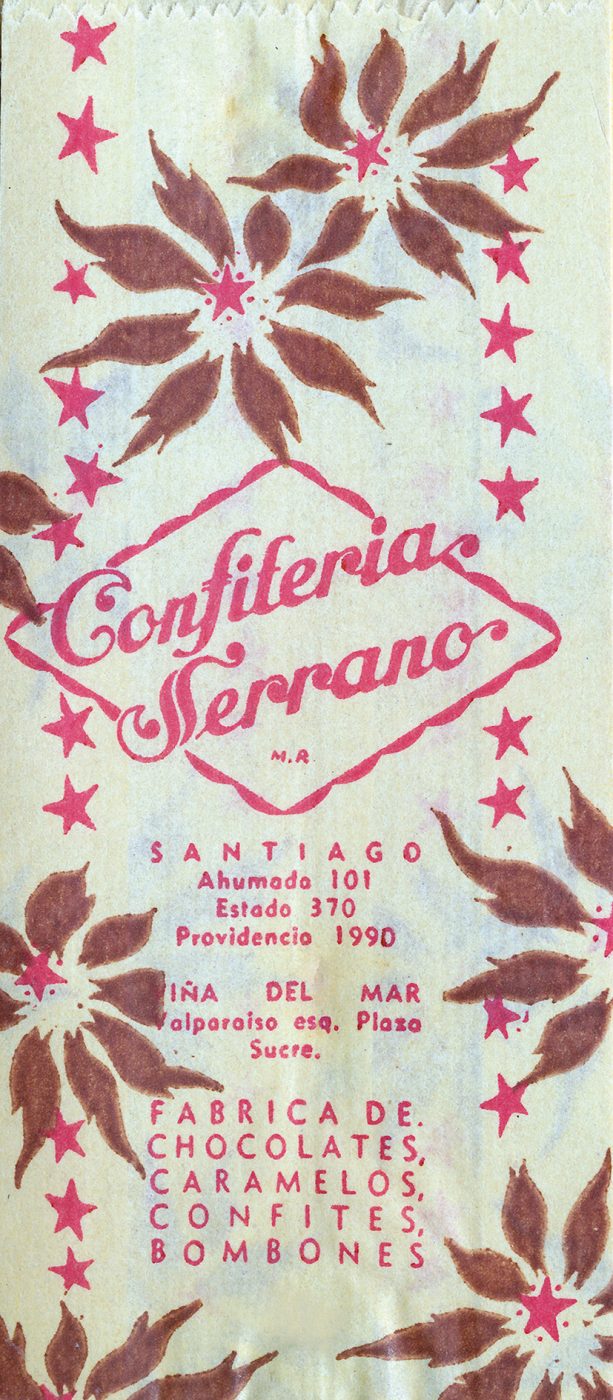 Confiteria
Serrano
M.R.
SANTIAGO
Ahumada 101
Estado 370
Providencia 1990
VIÑA DEL MAR
Valparaiso esq. Plaza
Sucre.
FABRICA DE.
CHOCOLATES,
CARAMELOS,
CONFITES,
BOMBONES